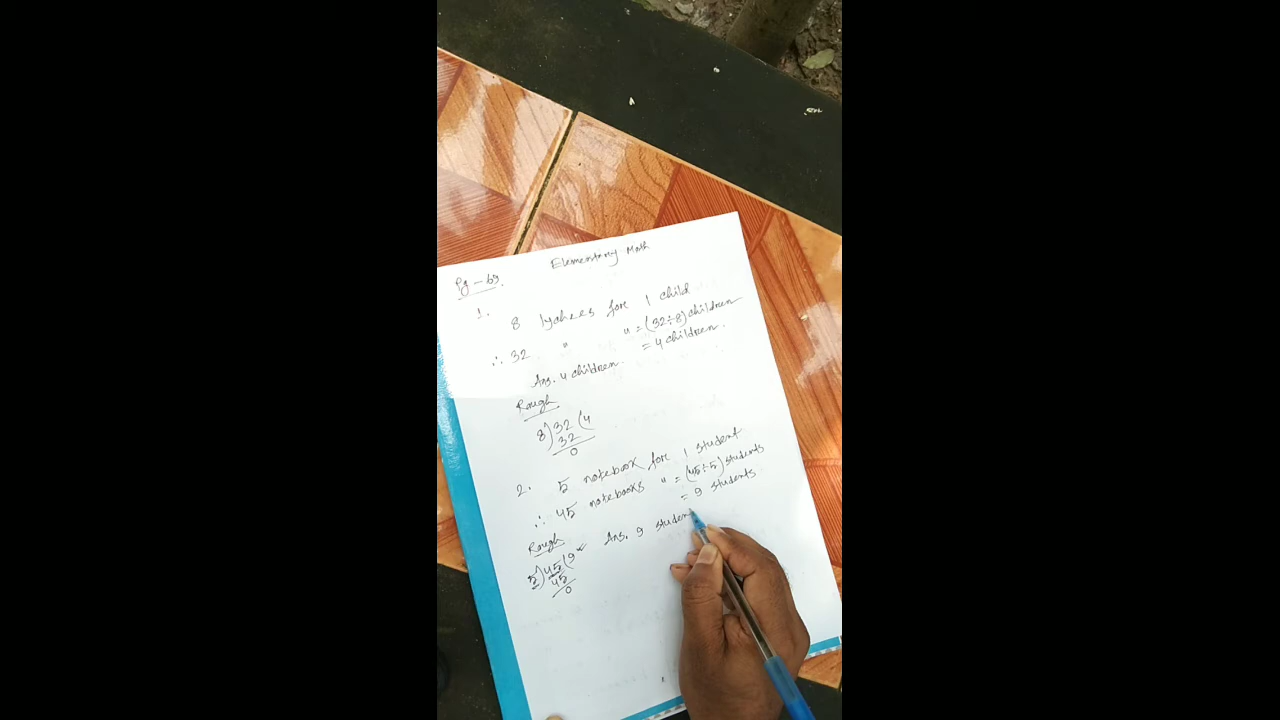 Elementary Math
Pg - 69.
1. 8 lychees for 1 child
∴ 32 " " = (32÷8) children
= 4 children.
Ans. 4 children.
Rough
8) 32 (4
32
0
2. 5 notebook for 1 student
∴ 45 notebooks " = (45÷5) students
= 9 students
Rough
Ans. 9 student
5) 45 (9
45
0